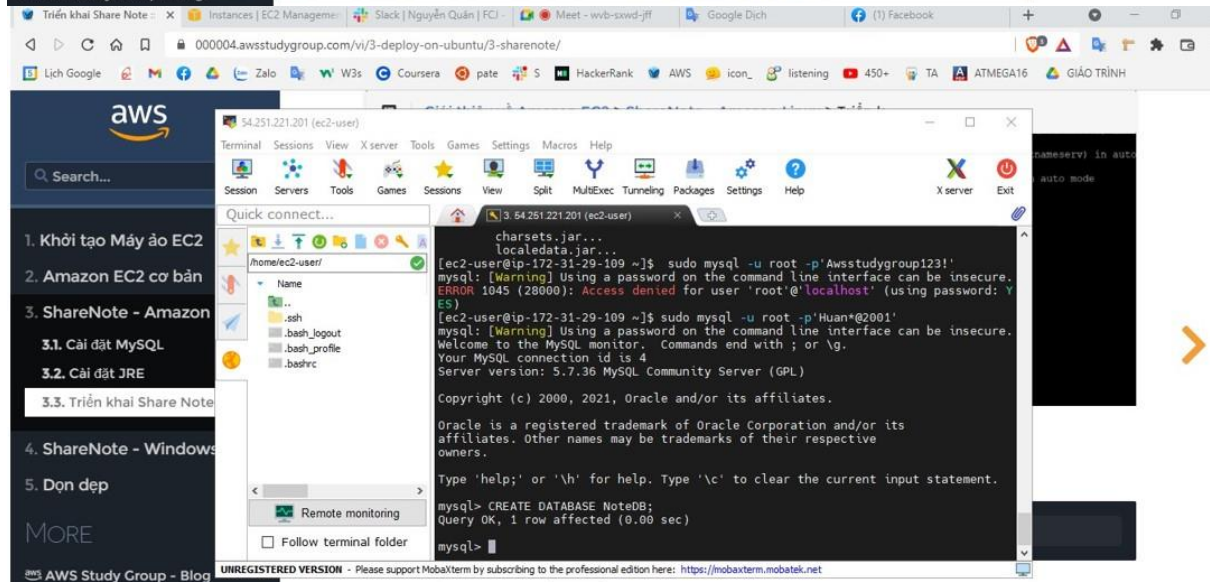 Triển khai Share Note ::
Instances | EC2 Managemer
Slack | Nguyễn Quân | FCJ -
Meet - wvb-sxwd-jff
Google Dịch
(1) Facebook
000004.awsstudygroup.com/vi/3-deploy-on-ubuntu/3-sharenote/
Lịch Google
Zalo
W3s
Coursera
pate
S
HackerRank
AWS
icon_
listening
450+
TA
ATMEGA16
GIÁO TRÌNH
aws
Search...
1. Khởi tạo Máy ảo EC2
2. Amazon EC2 cơ bản
3. ShareNote - Amazon
3.1. Cài đặt MySQL
3.2. Cài đặt JRE
3.3. Triển khai Share Note
4. ShareNote - Windows
5. Dọn dẹp
MORE
AWS Study Group - Blog
nameserv) in auto
auto mode
54.251.221.201 (ec2-user)
Terminal Sessions View X server Tools Games Settings Macros Help
Session Servers Tools Games Sessions View Split MultiExec Tunneling Packages Settings Help X server Exit
Quick connect...
3. 54.251.221.201 (ec2-user)
/home/ec2-user/
Name
..
.ssh
.bash_logout
.bash_profile
.bashrc
Remote monitoring
Follow terminal folder
charsets.jar...
localedata.jar...
[ec2-user@ip-172-31-29-109 ~]$ sudo mysql -u root -p'Awsstudygroup123!'
mysql: [Warning] Using a password on the command line interface can be insecure.
ERROR 1045 (28000): Access denied for user 'root'@'localhost' (using password: Y
ES)
[ec2-user@ip-172-31-29-109 ~]$ sudo mysql -u root -p'Huan*@2001'
mysql: [Warning] Using a password on the command line interface can be insecure.
Welcome to the MySQL monitor. Commands end with ; or \g.
Your MySQL connection id is 4
Server version: 5.7.36 MySQL Community Server (GPL)
Copyright (c) 2000, 2021, Oracle and/or its affiliates.
Oracle is a registered trademark of Oracle Corporation and/or its
affiliates. Other names may be trademarks of their respective
owners.
Type 'help;' or '\h' for help. Type '\c' to clear the current input statement.
mysql> CREATE DATABASE NoteDB;
Query OK, 1 row affected (0.00 sec)
mysql>
UNREGISTERED VERSION - Please support MobaXterm by subscribing to the professional edition here: https://mobaxterm.mobatek.net